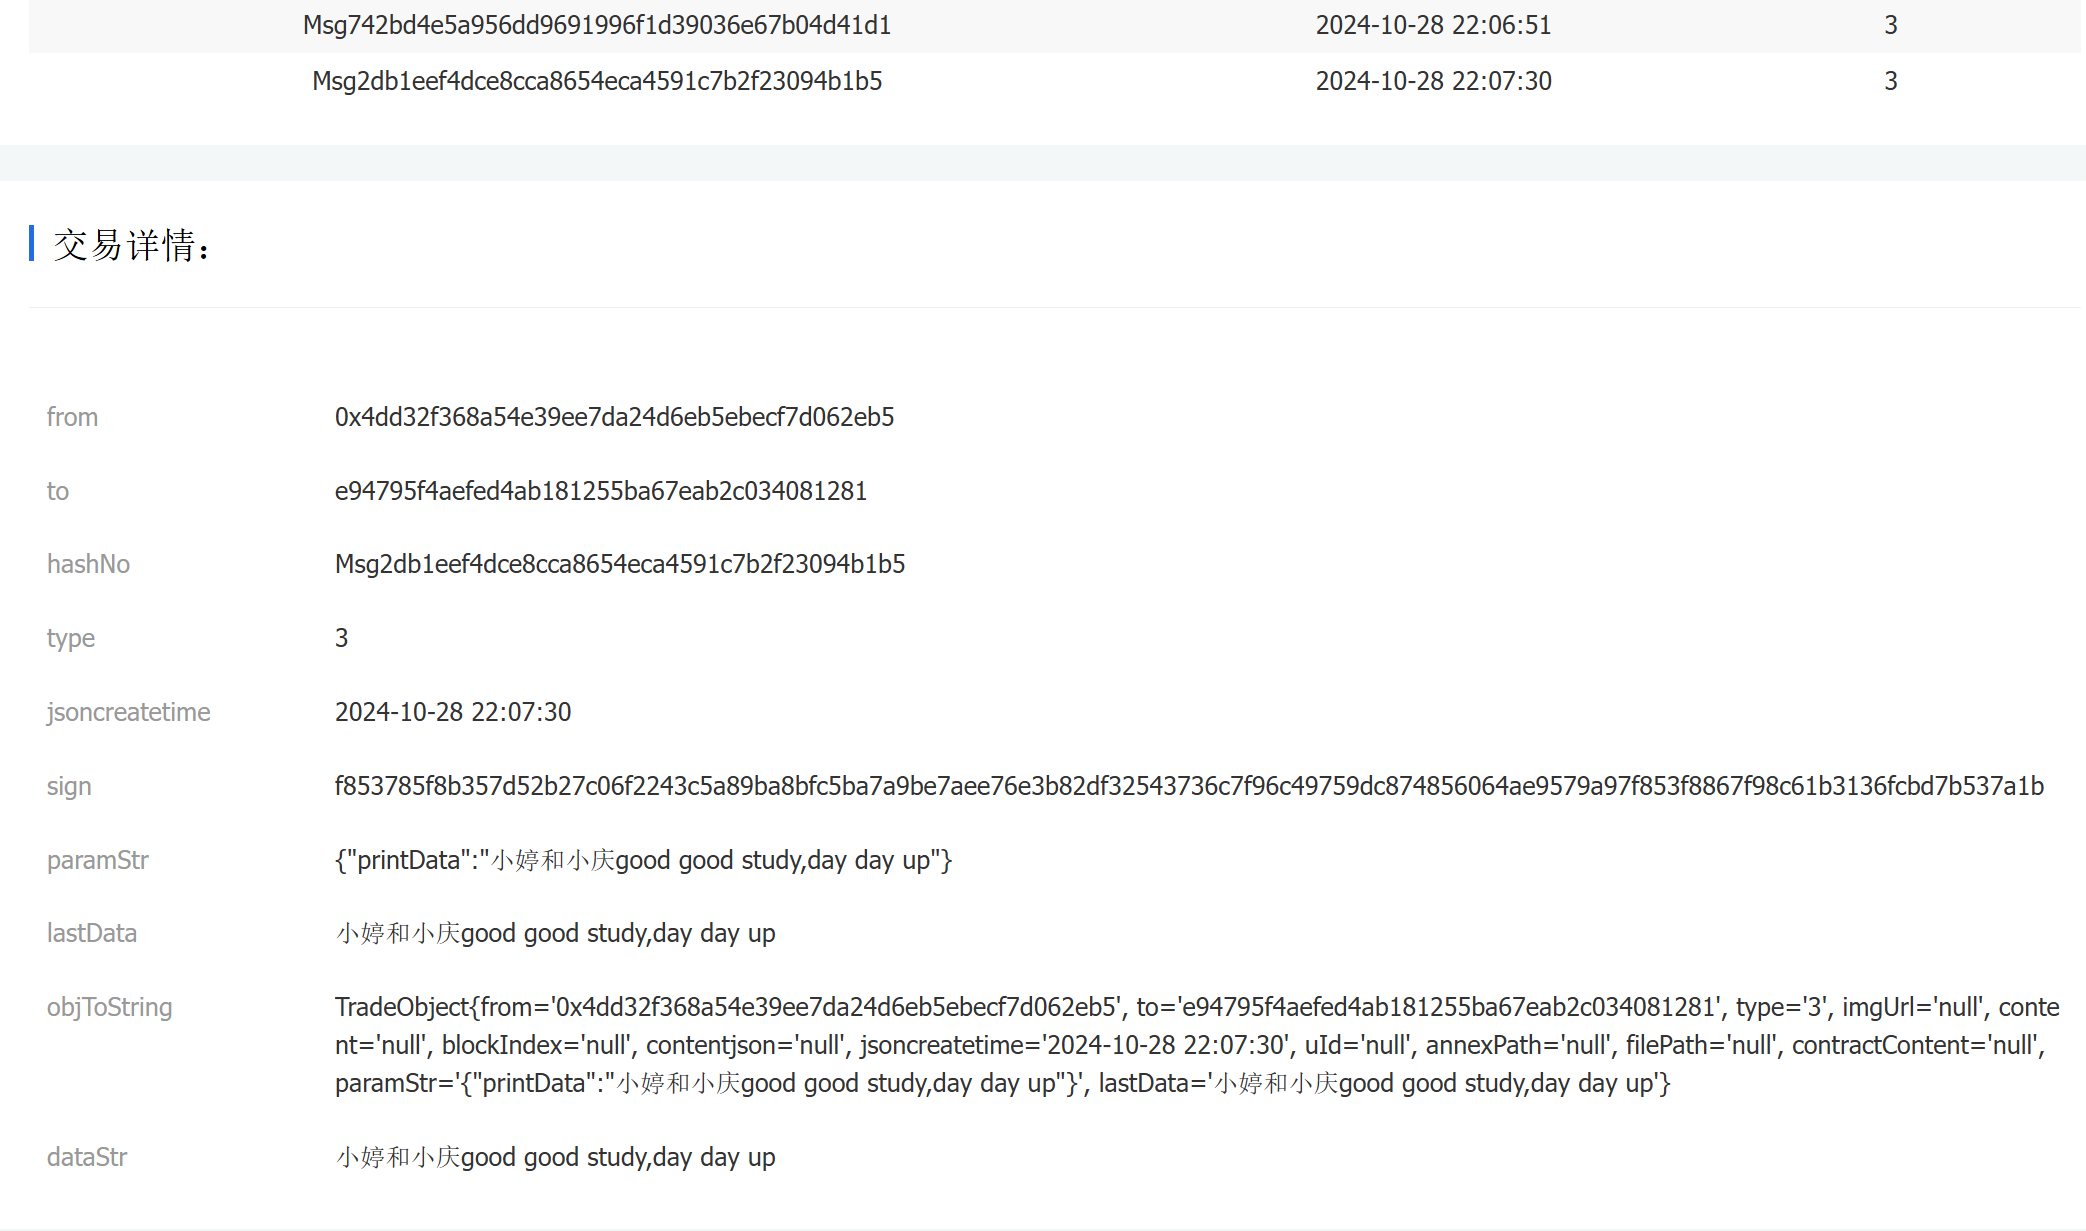 Msg742bd4e5a956dd9691996f1d39036e67b04d41d1 2024-10-28 22:06:51 3
Msg2db1eef4dce8cca8654eca4591c7b2f23094b1b5 2024-10-28 22:07:30 3
交易详情：
from 0x4dd32f368a54e39ee7da24d6eb5ebecf7d062eb5
to e94795f4aefed4ab181255ba67eab2c034081281
hashNo Msg2db1eef4dce8cca8654eca4591c7b2f23094b1b5
type 3
jsoncreatetime 2024-10-28 22:07:30
sign f853785f8b357d52b27c06f2243c5a89ba8bfc5ba7a9be7aee76e3b82df32543736c7f96c49759dc874856064ae9579a97f853f8867f98c61b3136fcbd7b537a1b
paramStr {"printData":"小婷和小庆good good study,day day up"}
lastData 小婷和小庆good good study,day day up
objToString TradeObject{from='0x4dd32f368a54e39ee7da24d6eb5ebecf7d062eb5', to='e94795f4aefed4ab181255ba67eab2c034081281', type='3', imgUrl='null', conte
nt='null', blockIndex='null', contentjson='null', jsoncreatetime='2024-10-28 22:07:30', uId='null', annexPath='null', filePath='null', contractContent='null',
paramStr='{"printData":"小婷和小庆good good study,day day up"}', lastData='小婷和小庆good good study,day day up'}
dataStr 小婷和小庆good good study,day day up